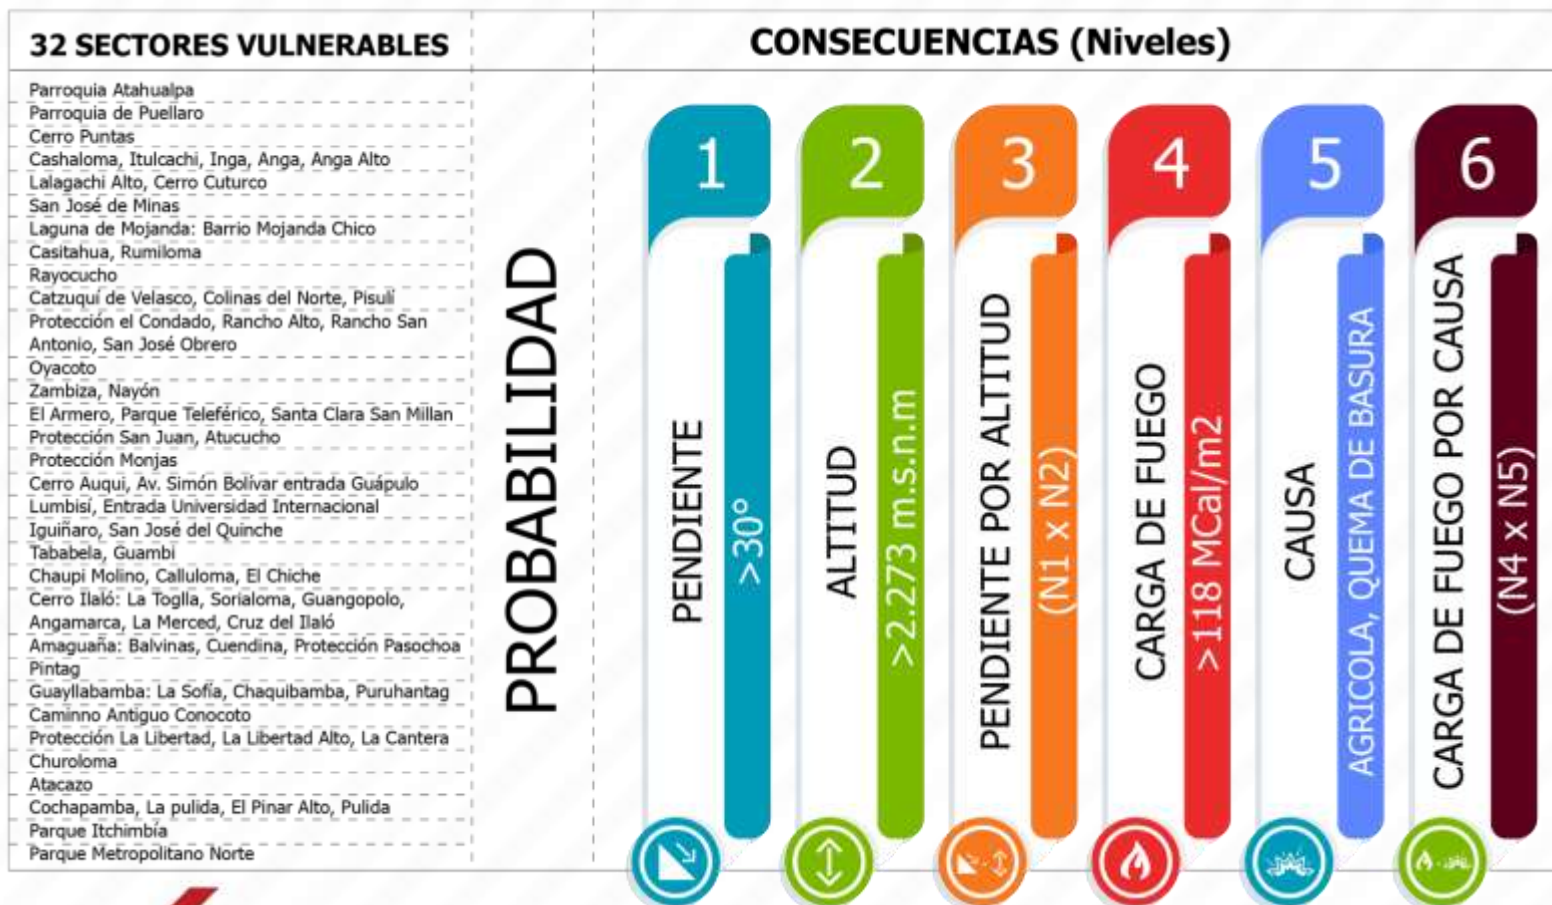 32 SECTORES VULNERABLES
Parroquia Atahualpa
Parroquia de Puellaro
Cerro Puntas
Cashaloma, Itulcachi, Inga, Anga, Anga Alto
Lalagachi Alto, Cerro Cuturco
San José de Minas
Laguna de Mojanda: Barrio Mojanda Chico
Casitahua, Rumiloma
Rayocucho
Catzuquí de Velasco, Colinas del Norte, Pisulí
Protección el Condado, Rancho Alto, Rancho San
Antonio, San José Obrero
Oyacoto
Zambiza, Nayón
El Armero, Parque Teleférico, Santa Clara San Millan
Protección San Juan, Atucucho
Protección Monjas
Cerro Auqui, Av. Simón Bolívar entrada Guápulo
Lumbisí, Entrada Universidad Internacional
Iguiñaro, San José del Quinche
Tababela, Guambi
Chaupi Molino, Calluloma, El Chiche
Cerro Ilaló: La Toglla, Sorialoma, Guangopolo,
Angamarca, La Merced, Cruz del Ilaló
Amaguaña: Balvinas, Cuendina, Protección Pasochoa
Pintag
Guayllabamba: La Sofía, Chaquibamba, Puruhantag
Caminno Antiguo Conocoto
Protección La Libertad, La Libertad Alto, La Cantera
Churoloma
Atacazo
Cochapamba, La pulida, El Pinar Alto, Pulida
Parque Itchimbía
Parque Metropolitano Norte
PROBABILIDAD
CONSECUENCIAS (Niveles)
1
PENDIENTE
>30°
2
ALTITUD
>2.273 m.s.n.m
3
PENDIENTE POR ALTITUD
(N1 x N2)
4
CARGA DE FUEGO
>118 MCal/m2
5
CAUSA
AGRICOLA, QUEMA DE BASURA
6
CARGA DE FUEGO POR CAUSA
(N4 x N5)